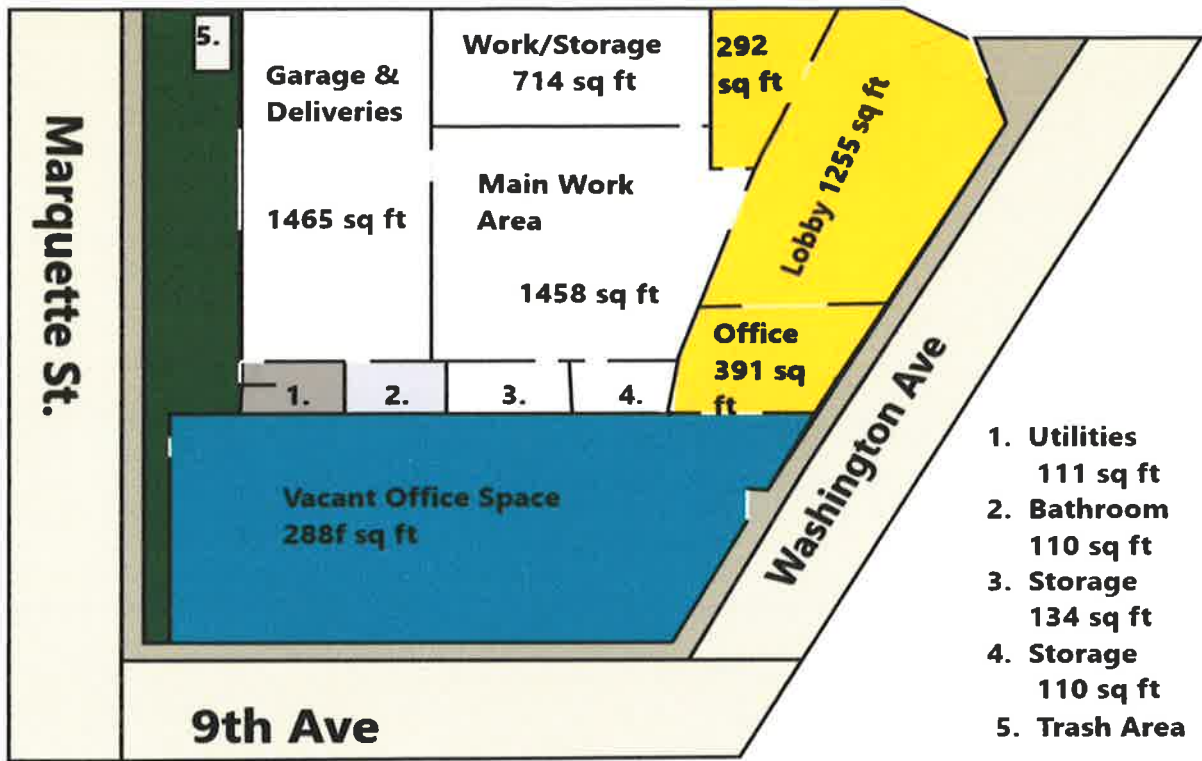 5.
Garage &
Deliveries
1465 sq ft
Work/Storage
714 sq ft
292
sq ft
Main Work
Area
1458 sq ft
Lobby 1255 sq ft
Office
391 sq
ft
1.
2.
3.
4.
Vacant Office Space
288f sq ft
Marquette St.
Washington Ave
9th Ave
1. Utilities
111 sq ft
2. Bathroom
110 sq ft
3. Storage
134 sq ft
4. Storage
110 sq ft
5. Trash Area